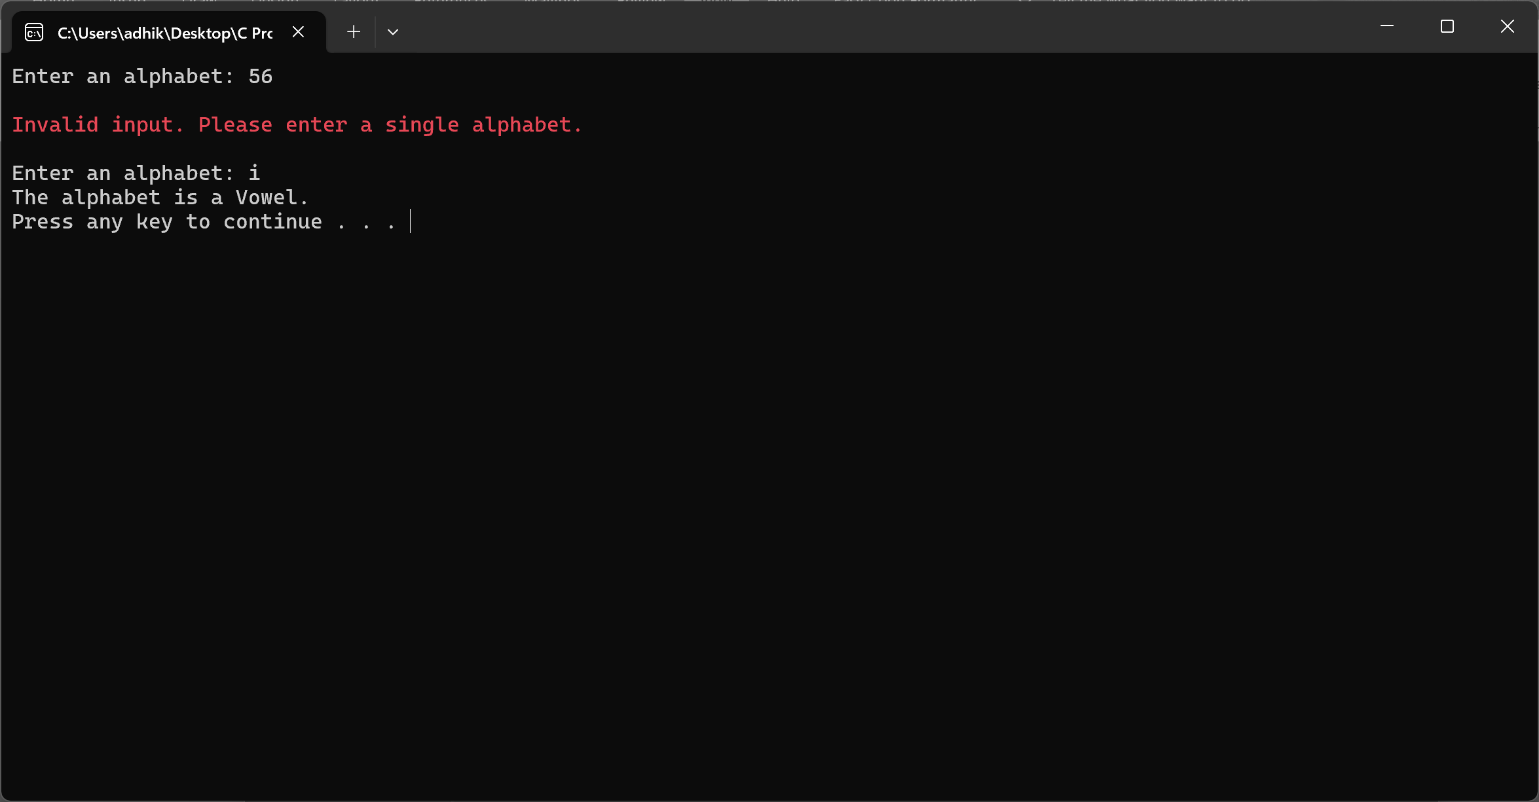 C:\Users\adhik\Desktop\C Prc
Enter an alphabet: 56
Invalid input. Please enter a single alphabet.
Enter an alphabet: i
The alphabet is a Vowel.
Press any key to continue . . .